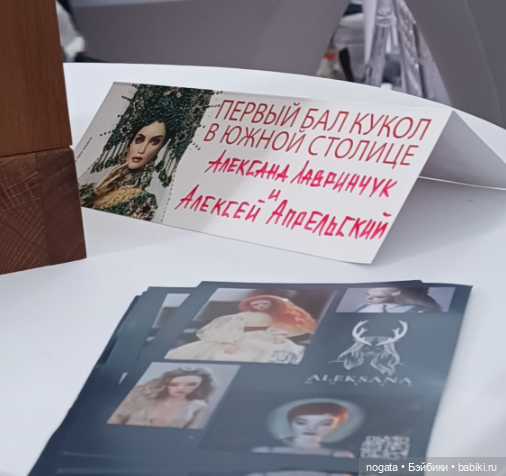 ПЕРВЫЙ БАЛ КУКОЛ
В ЮЖНОЙ СТОЛИЦЕ
АЛЕКСАНА ЛАВРИНЧУК
И
АЛЕКСЕЙ АПРЕЛЬСКИЙ
ALEKSANA
nogata • Бэйбики • babiki.ru